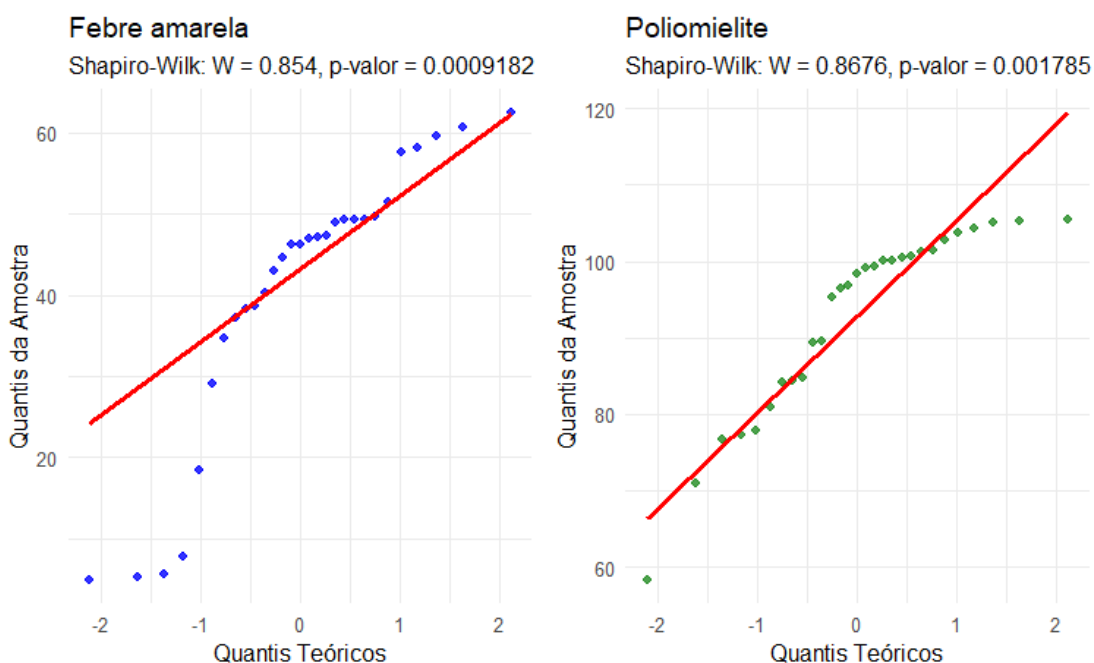 Febre amarela
Shapiro-Wilk: W = 0.854, p-valor = 0.0009182
Quantis da Amostra
60
40
20
-2 -1 0 1 2
Quantis Teóricos
Poliomielite
Shapiro-Wilk: W = 0.8676, p-valor = 0.001785
Quantis da Amostra
120
100
80
60
-2 -1 0 1 2
Quantis Teóricos